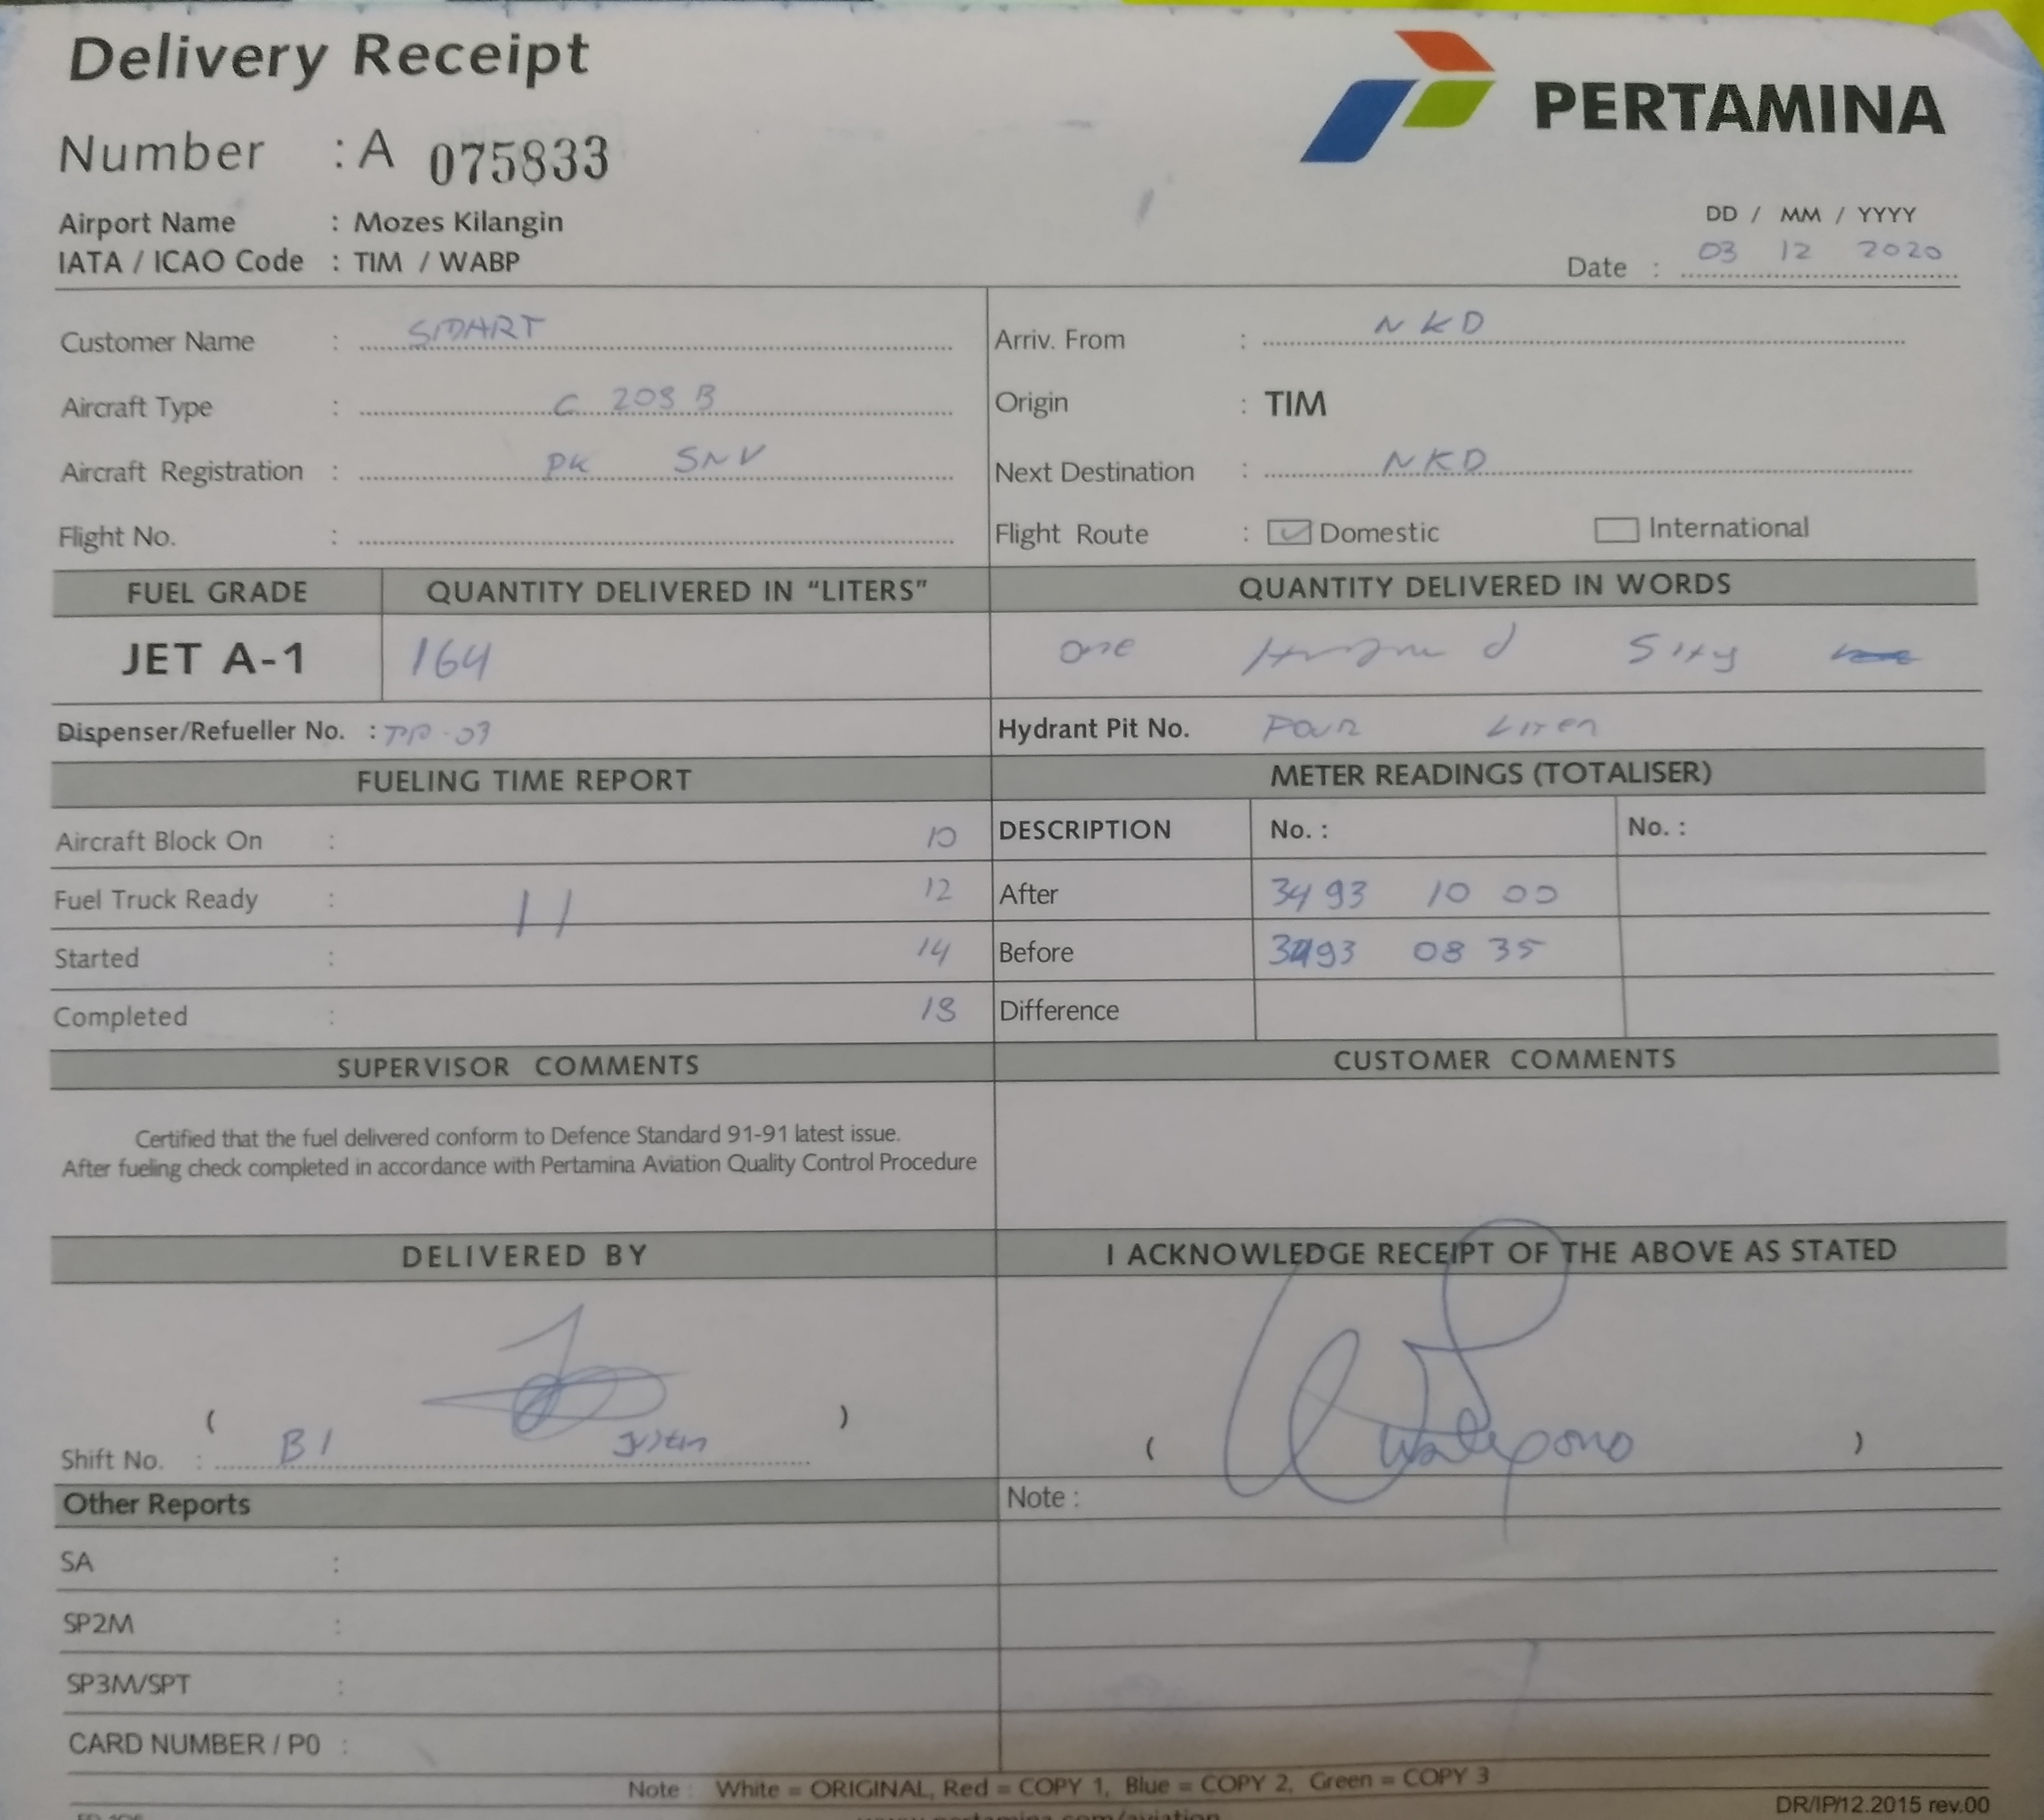 Delivery Receipt
PERTAMINA
Number : A 075833
Airport Name : Mozes Kilangin
IATA / ICAO Code : TIM / WABP
DD / MM / YYYY
Date : 03 12 2020
Customer Name : SMART
Arriv. From : NKD
Aircraft Type : C 208 B
Origin : TIM
Aircraft Registration : PK SNV
Next Destination : NKD
Flight No. :
Flight Route : Domestic International
FUEL GRADE QUANTITY DELIVERED IN “LITERS” QUANTITY DELIVERED IN WORDS
JET A-1 164 one Hundred Sixty
Dispenser/Refueller No. :
Hydrant Pit No. Four Liter
FUELING TIME REPORT METER READINGS (TOTALISER)
Aircraft Block On : 10 DESCRIPTION No. : No. :
Fuel Truck Ready : 11 12 After 3493 10 00
Started : 14 Before 3493 08 35
Completed : 18 Difference
SUPERVISOR COMMENTS CUSTOMER COMMENTS
Certified that the fuel delivered conform to Defence Standard 91-91 latest issue.
After fueling check completed in accordance with Pertamina Aviation Quality Control Procedure
DELIVERED BY I ACKNOWLEDGE RECEIPT OF THE ABOVE AS STATED
( ) ( )
Shift No. : B1
Other Reports Note :
SA :
SP2M :
SP3M/SPT :
CARD NUMBER / P0 :
Note : White = ORIGINAL, Red = COPY 1, Blue = COPY 2, Green = COPY 3
DR/IP/12.2015 rev.00